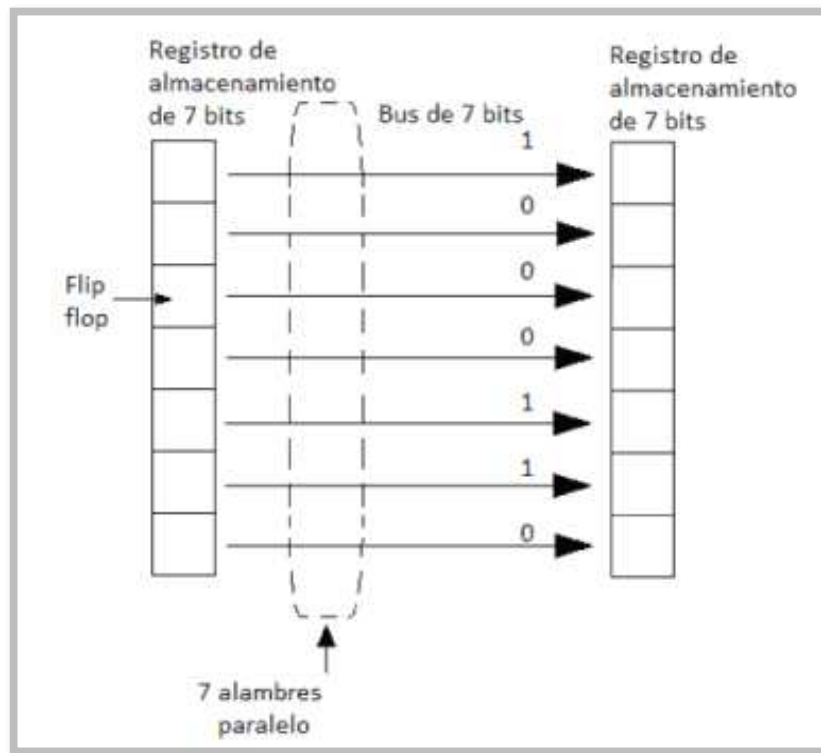 Registro de
almacenamiento
de 7 bits
Bus de 7 bits
Registro de
almacenamiento
de 7 bits
1
0
0
0
1
1
0
Flip
flop
7 alambres
paralelo